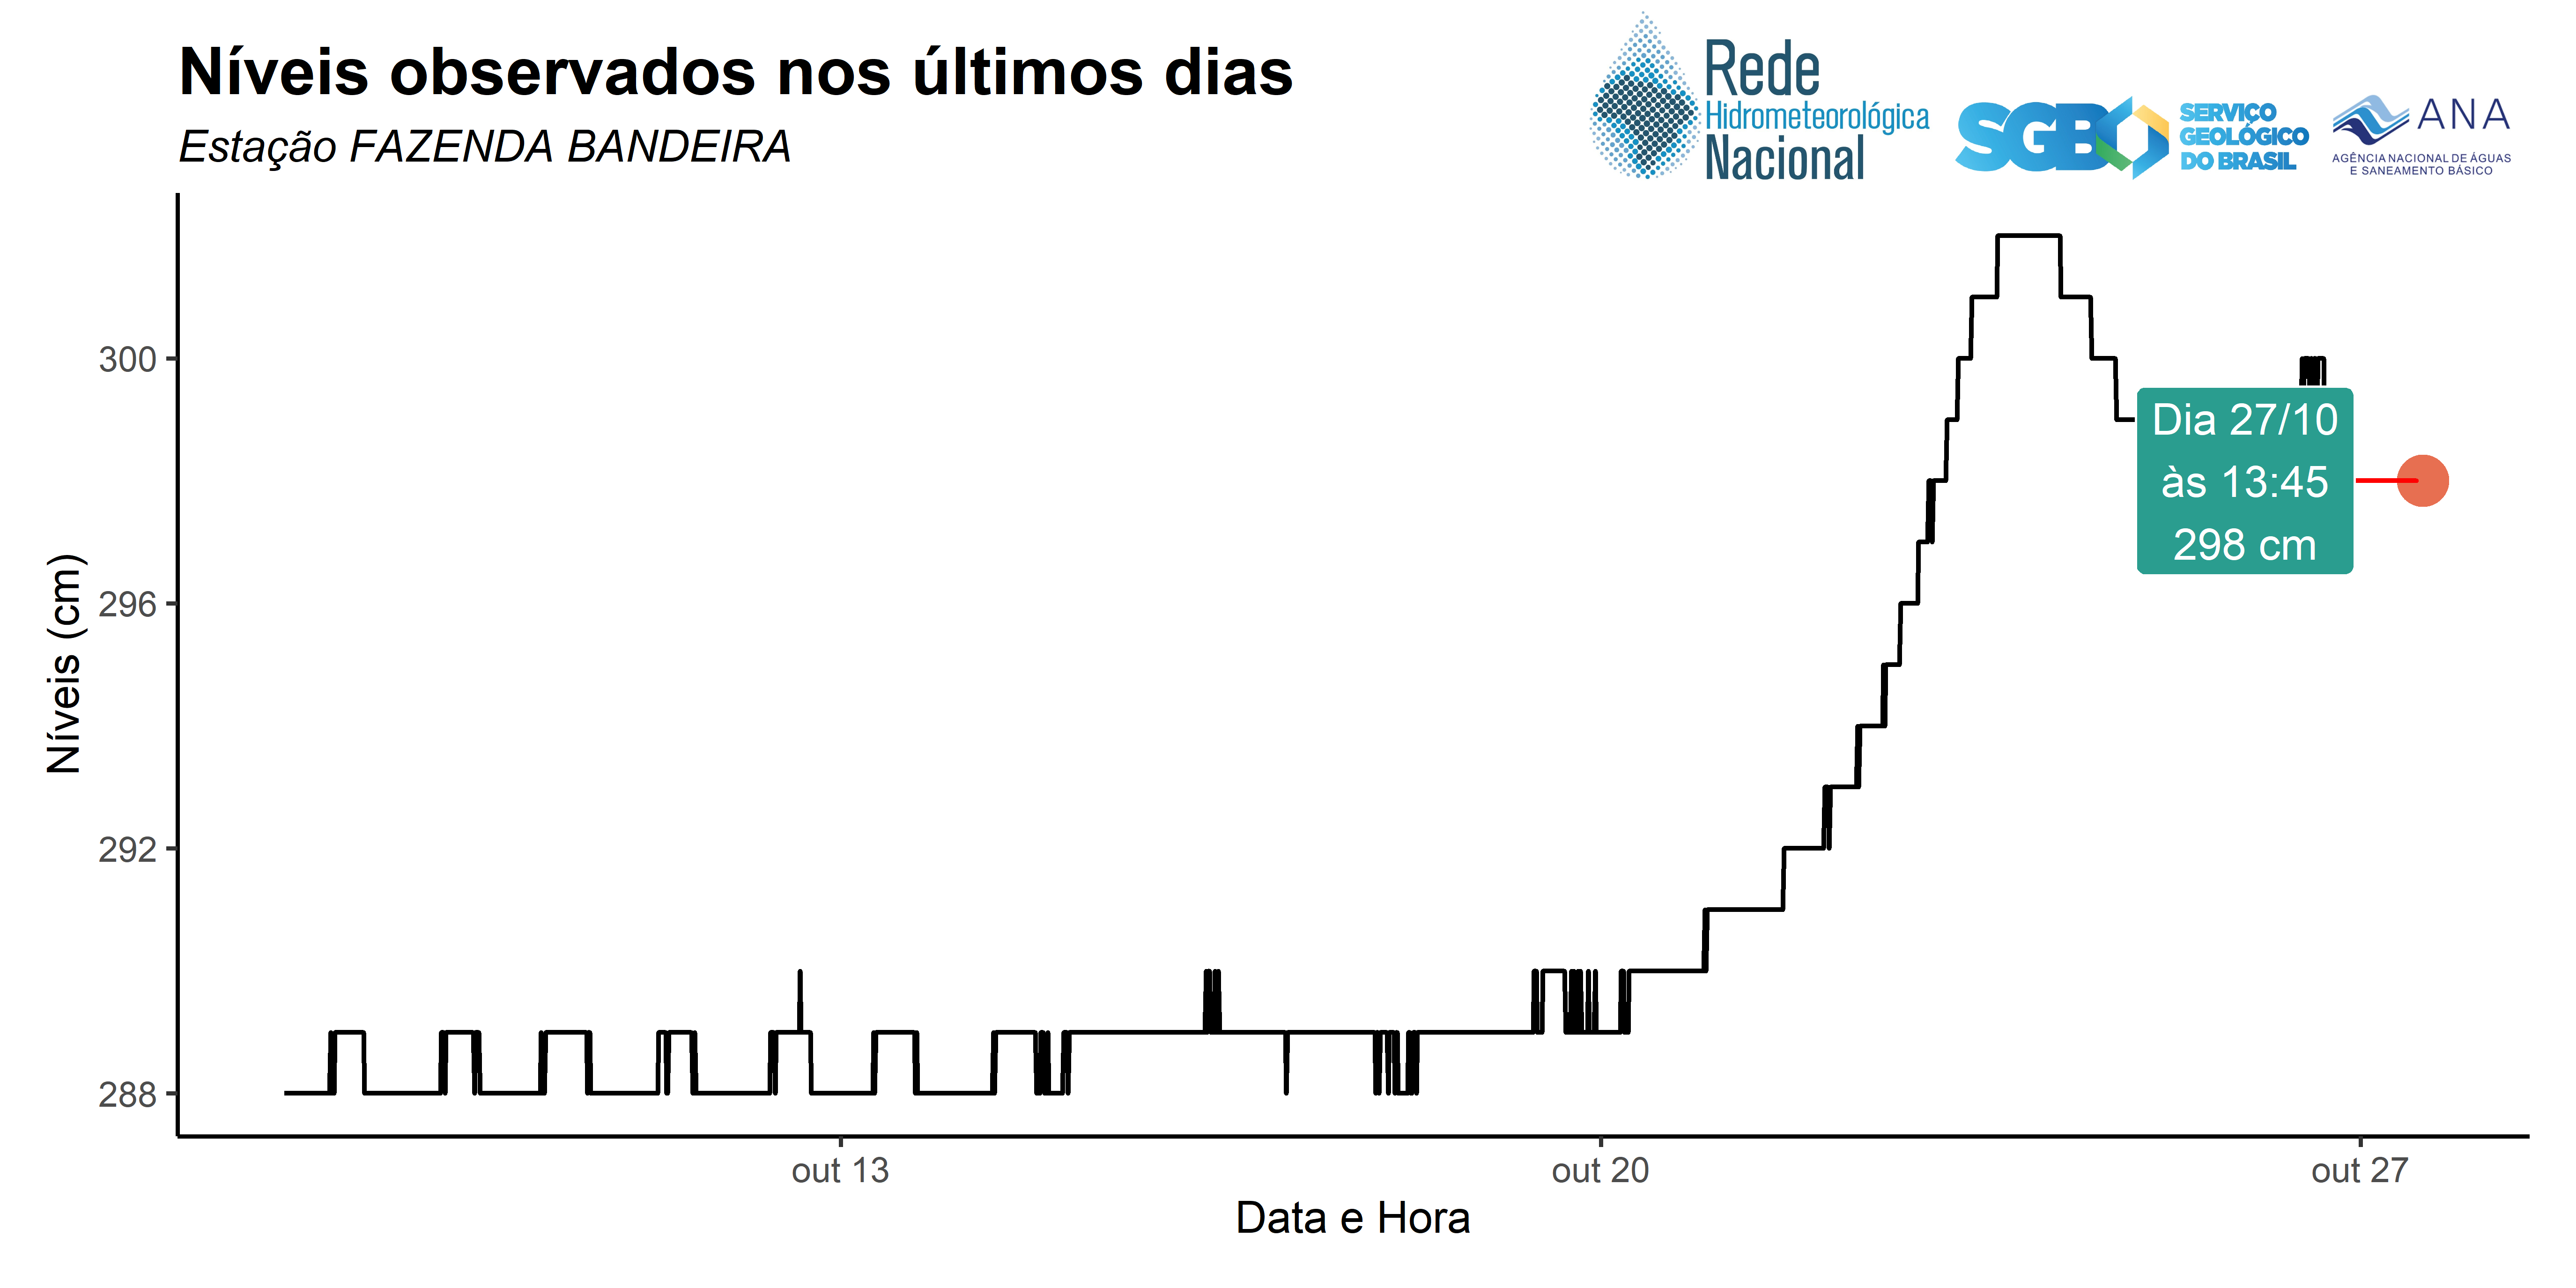 Níveis observados nos últimos dias
Estação FAZENDA BANDEIRA
Rede
Hidrometeorológica
Nacional
SGB
SERVIÇO
GEOLÓGICO
DO BRASIL
ANA
AGÊNCIA NACIONAL DE ÁGUAS
E SANEAMENTO BÁSICO
Níveis (cm)
300
296
292
288
Dia 27/10
às 13:45
298 cm
out 13
out 20
out 27
Data e Hora